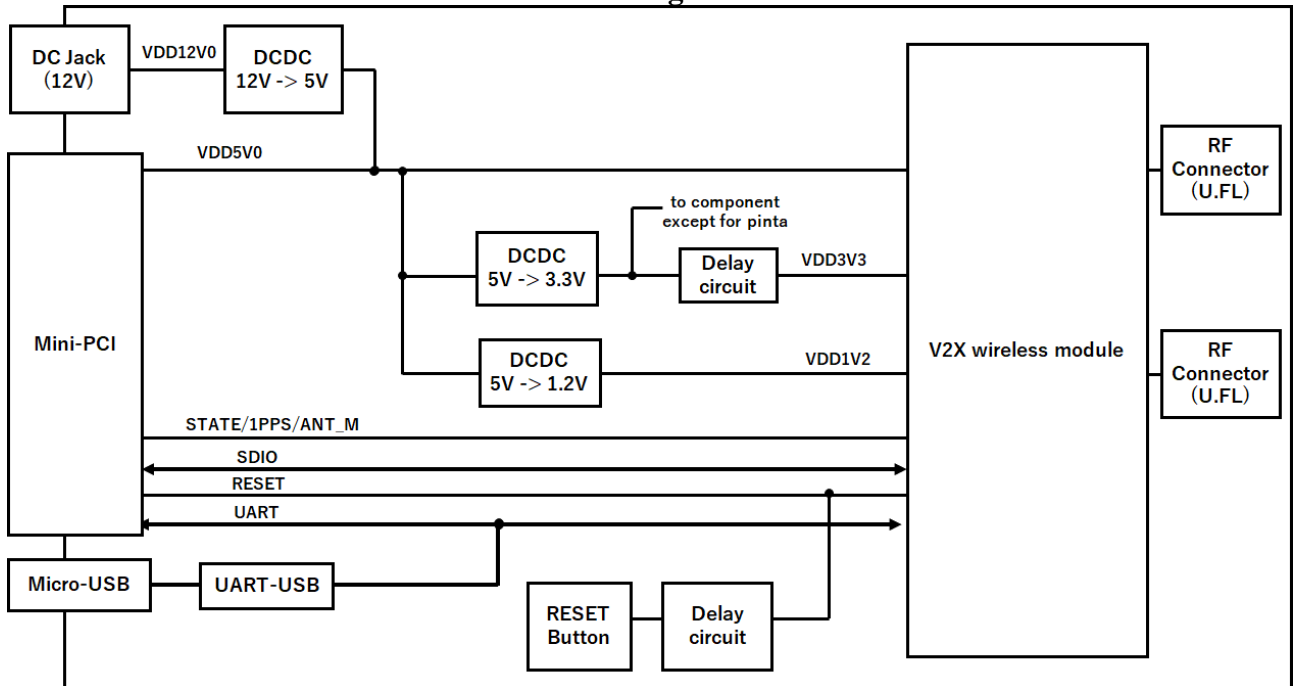 DC Jack
(12V)
VDD12V0
DCDC
12V -> 5V
VDD5V0
RF
Connector
(U.FL)
to component
except for pinta
DCDC
5V -> 3.3V
Delay
circuit
VDD3V3
Mini-PCI
DCDC
5V -> 1.2V
VDD1V2
V2X wireless module
RF
Connector
(U.FL)
STATE/1PPS/ANT_M
SDIO
RESET
UART
Micro-USB
UART-USB
RESET
Button
Delay
circuit